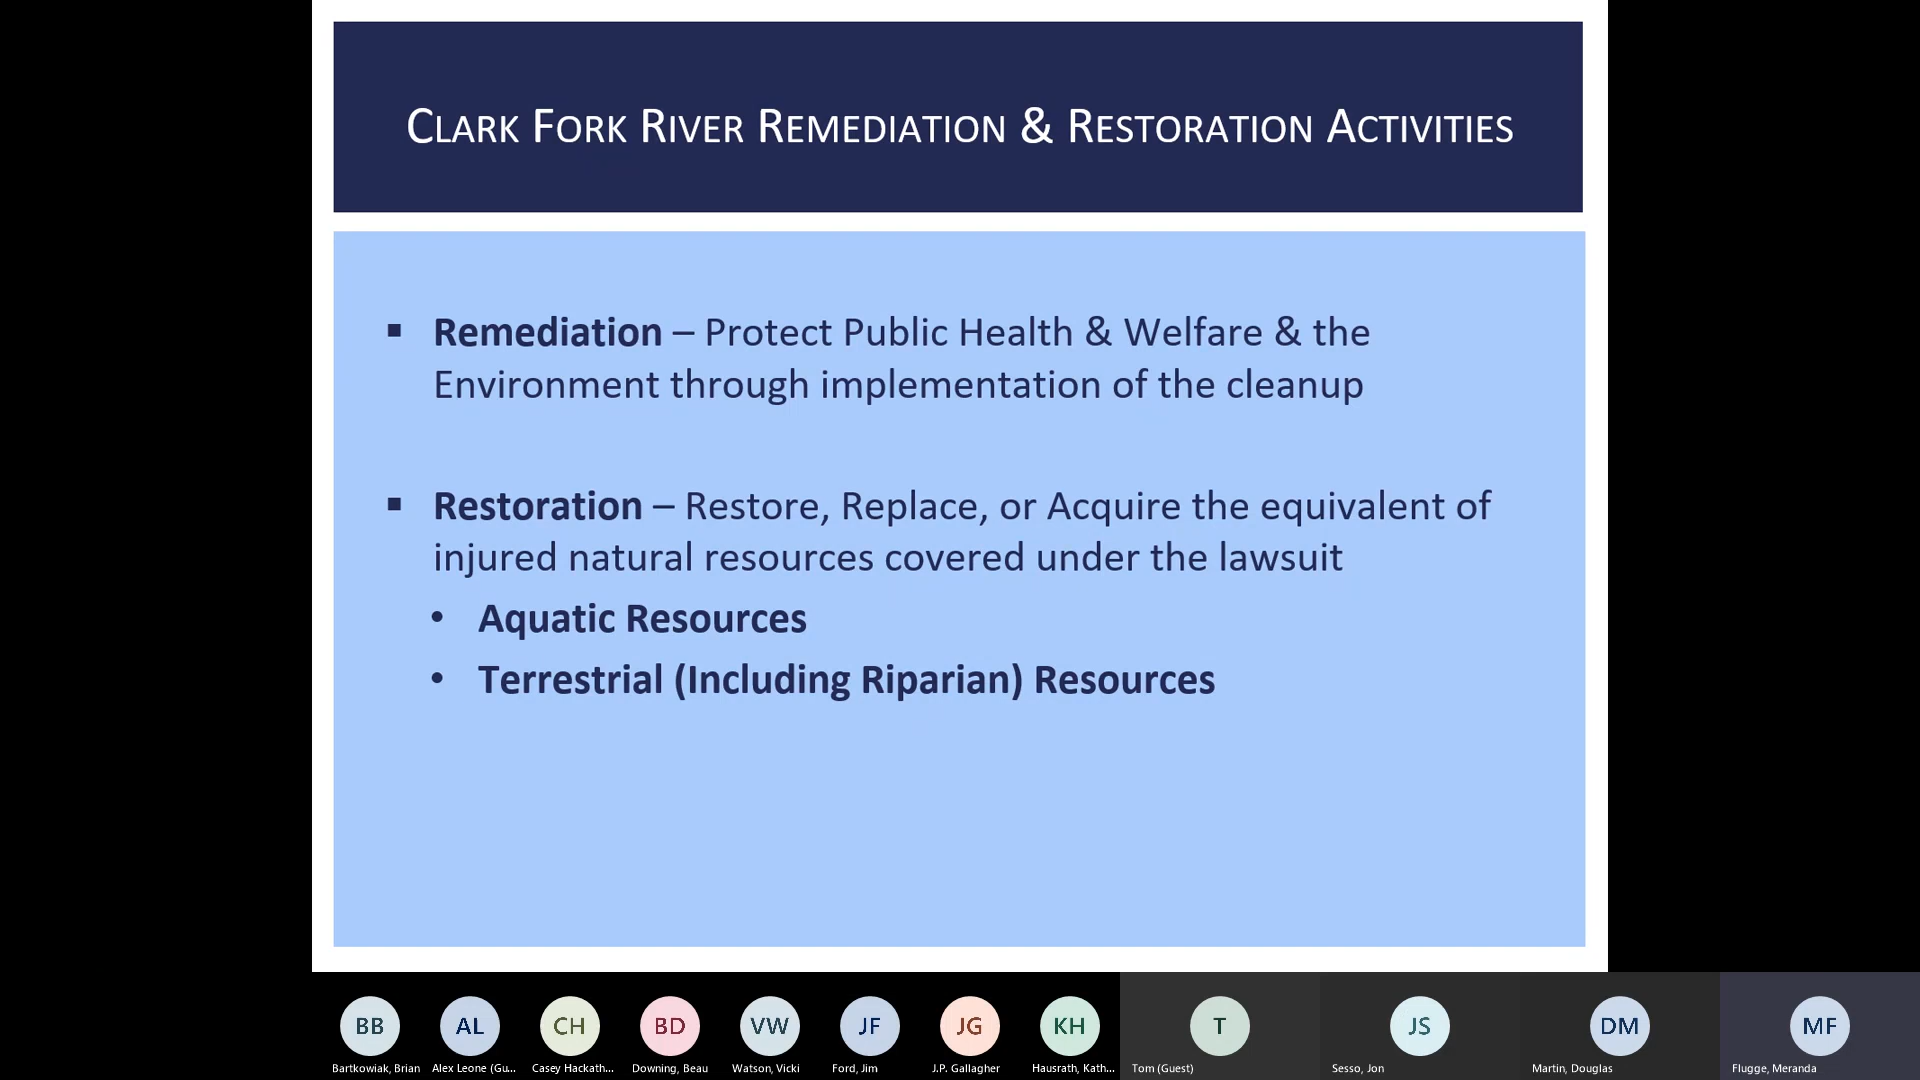 Clark Fork River Remediation & Restoration Activities
▪ Remediation – Protect Public Health & Welfare & the
Environment through implementation of the cleanup
▪ Restoration – Restore, Replace, or Acquire the equivalent of
injured natural resources covered under the lawsuit
• Aquatic Resources
• Terrestrial (Including Riparian) Resources
BB AL CH BD VW JF JG KH T JS DM MF
Bartkowiak, Brian Alex Leone (Gu... Casey Hackath... Downing, Beau Watson, Vicki Ford, Jim J.P. Gallagher Hausrath, Kath... Tom (Guest) Sesso, Jon Martin, Douglas Flugge, Meranda